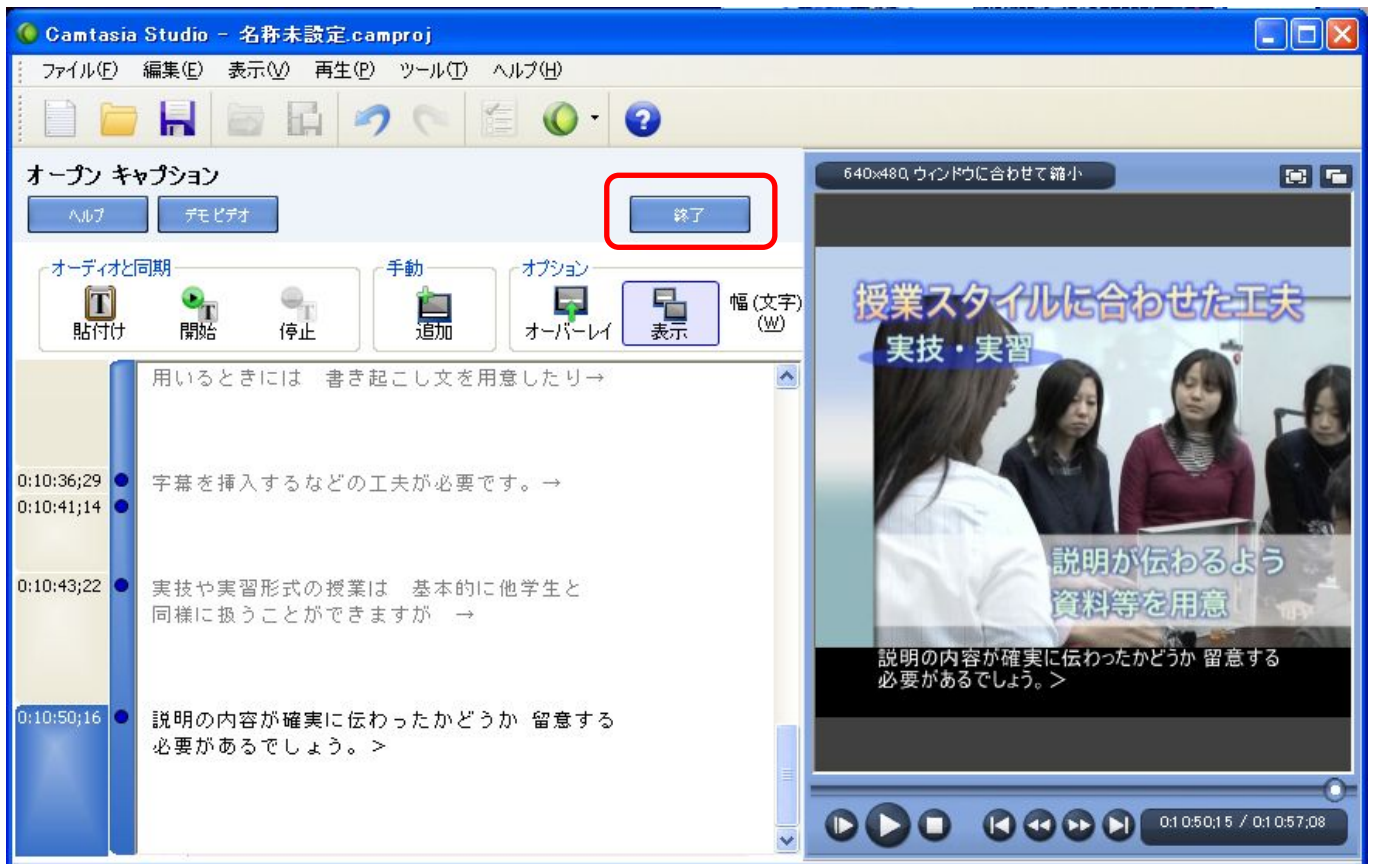 Camtasia Studio - 名称未設定.camproj
ファイル(F) 編集(E) 表示(V) 再生(P) ツール(T) ヘルプ(H)
オープン キャプション
ヘルプ デモ ビデオ 終了
オーディオと同期 手動 オプション
貼付け 開始 停止 追加 オーバーレイ 表示 幅 (文字)
(W)
用いるときには 書き起こし文を用意したり→
0:10:36;29 字幕を挿入するなどの工夫が必要です。→
0:10:41;14
0:10:43;22 実技や実習形式の授業は 基本的に他学生と
同様に扱うことができますが →
0:10:50;16 説明の内容が確実に伝わったかどうか 留意する
必要があるでしょう。>
640x480, ウィンドウに合わせて縮小
授業スタイルに合わせた工夫
実技・実習
説明が伝わるよう
資料等を用意
説明の内容が確実に伝わったかどうか 留意する
必要があるでしょう。>
0:10:50;15 / 0:10:57;08